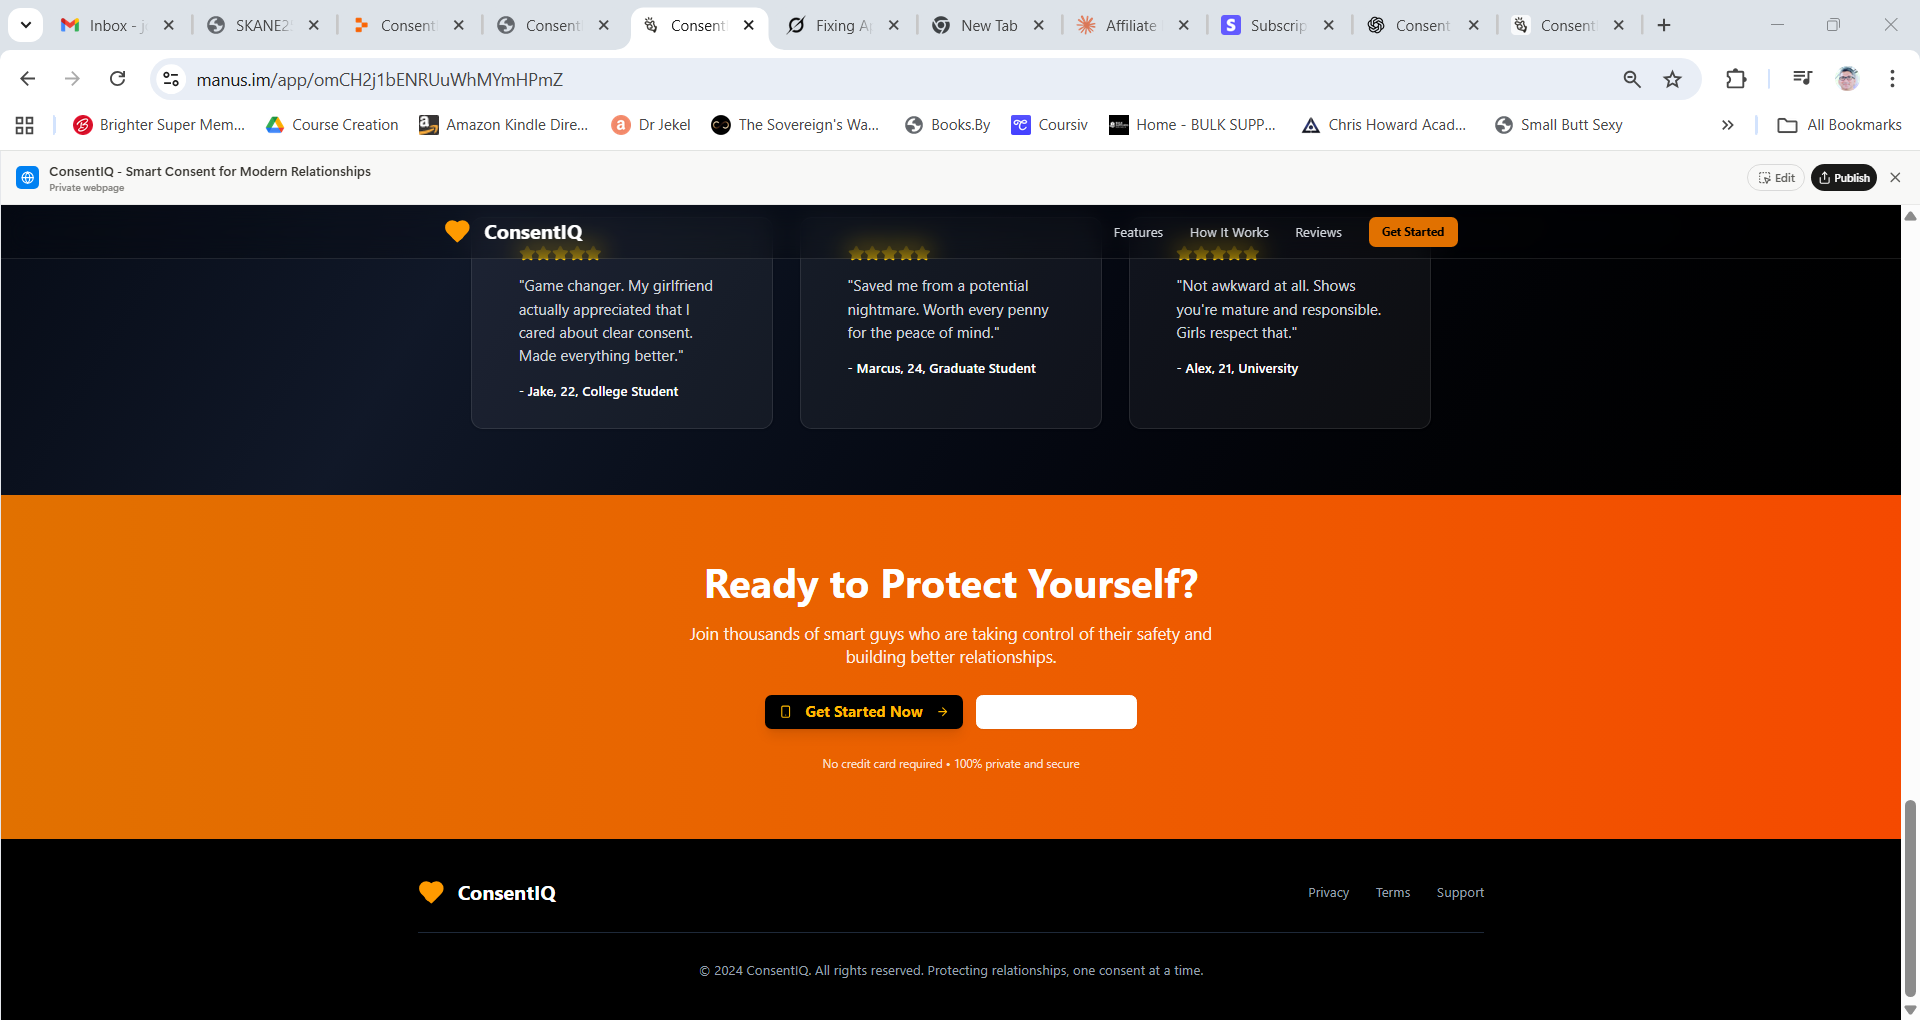 Inbox - j
SKANE2
Consent
Consenti
Consent
Fixing A
New Tab
Affiliate
Subscrip
Consent
Consent
manus.im/app/omCH2j1bENRUuWhMYmHPmZ
Brighter Super Mem...
Course Creation
Amazon Kindle Dire...
Dr Jekel
The Sovereign's Wa...
Books.By
Coursiv
Home - BULK SUPP...
Chris Howard Acad...
Small Butt Sexy
All Bookmarks
ConsentIQ - Smart Consent for Modern Relationships
Private webpage
Edit
Publish
ConsentIQ
Features
How It Works
Reviews
Get Started
"Game changer. My girlfriend
actually appreciated that I
cared about clear consent.
Made everything better."
- Jake, 22, College Student
"Saved me from a potential
nightmare. Worth every penny
for the peace of mind."
- Marcus, 24, Graduate Student
"Not awkward at all. Shows
you're mature and responsible.
Girls respect that."
- Alex, 21, University
Ready to Protect Yourself?
Join thousands of smart guys who are taking control of their safety and
building better relationships.
Get Started Now
No credit card required • 100% private and secure
ConsentIQ
Privacy
Terms
Support
© 2024 ConsentIQ. All rights reserved. Protecting relationships, one consent at a time.